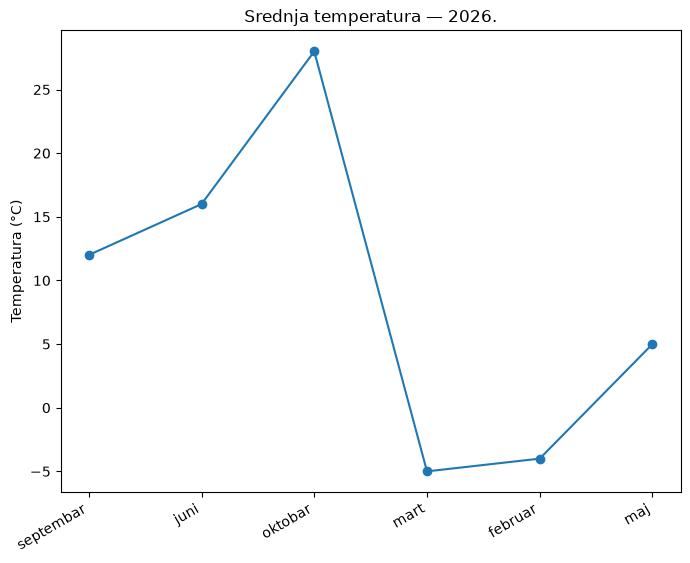 Srednja temperatura — 2026.
Temperatura (°C)
25
20
15
10
5
0
−5
septembar
juni
oktobar
mart
februar
maj